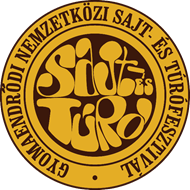 GYOMAENDRŐDI NEMZETKÖZI SAJT- ÉS TÚRÓFESZTIVÁL
Sajt-
és
Túró